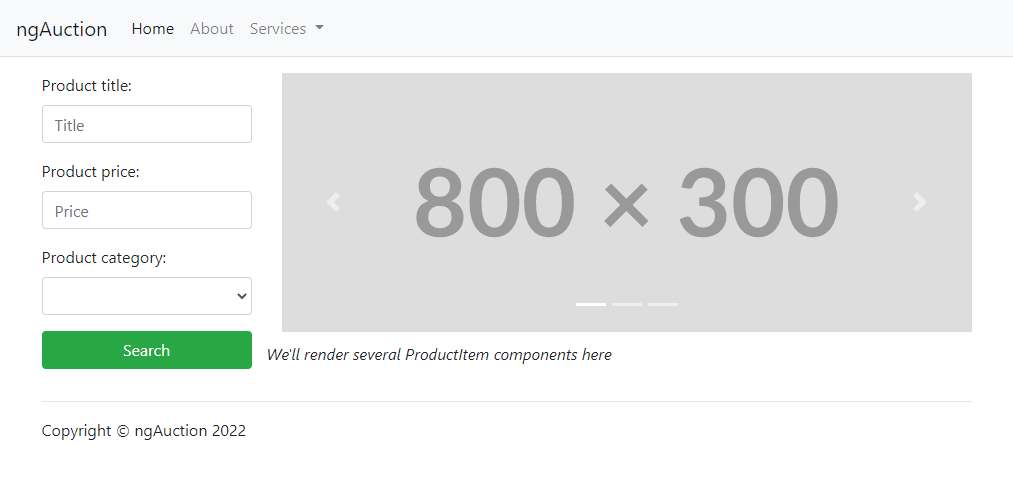 ngAuction Home About Services
Product title:
Title
Product price:
Price
Product category:
Search
800 × 300
We'll render several ProductItem components here
Copyright © ngAuction 2022